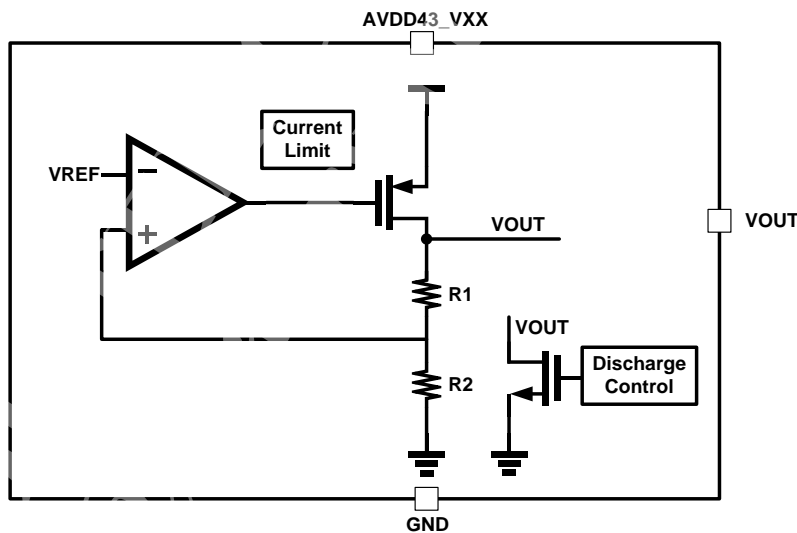 AVDD43_VXX
Current
Limit
VREF
−
+
VOUT
VOUT
R1
VOUT
R2
Discharge
Control
GND